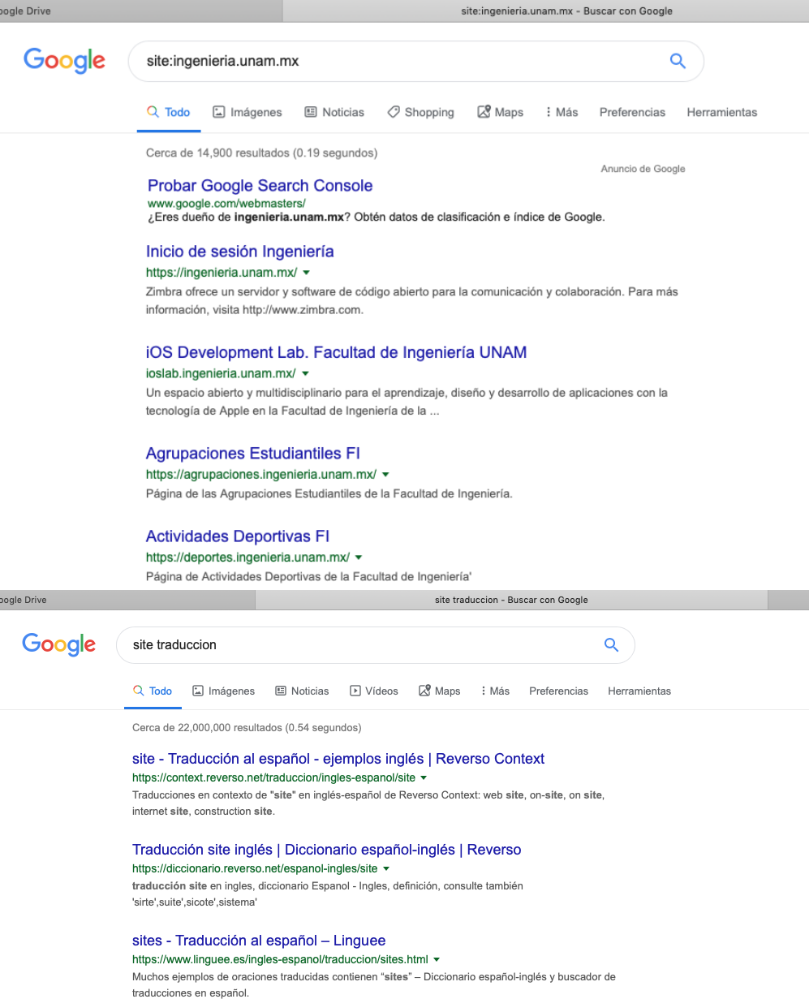 oogle Drive
site:ingenieria.unam.mx - Buscar con Google
Google
site:ingenieria.unam.mx
Todo Imágenes Noticias Shopping Maps Más Preferencias Herramientas
Cerca de 14,900 resultados (0.19 segundos)
Anuncio de Google
Probar Google Search Console
www.google.com/webmasters/
¿Eres dueño de ingenieria.unam.mx? Obtén datos de clasificación e índice de Google.
Inicio de sesión Ingeniería
https://ingenieria.unam.mx/
Zimbra ofrece un servidor y software de código abierto para la comunicación y colaboración. Para más
información, visita http://www.zimbra.com.
iOS Development Lab. Facultad de Ingeniería UNAM
ioslab.ingenieria.unam.mx/
Un espacio abierto y multidisciplinario para el aprendizaje, diseño y desarrollo de aplicaciones con la
tecnología de Apple en la Facultad de Ingeniería de la ...
Agrupaciones Estudiantiles FI
https://agrupaciones.ingenieria.unam.mx/
Página de las Agrupaciones Estudiantiles de la Facultad de Ingeniería.
Actividades Deportivas FI
https://deportes.ingenieria.unam.mx/
Página de Actividades Deportivas de la Facultad de Ingeniería'
oogle Drive
site traduccion - Buscar con Google
Google
site traduccion
Todo Imágenes Noticias Vídeos Maps Más Preferencias Herramientas
Cerca de 22,000,000 resultados (0.54 segundos)
site - Traducción al español - ejemplos inglés | Reverso Context
https://context.reverso.net/traduccion/ingles-espanol/site
Traducciones en contexto de "site" en inglés-español de Reverso Context: web site, on-site, on site,
internet site, construction site.
Traducción site inglés | Diccionario español-inglés | Reverso
https://diccionario.reverso.net/espanol-ingles/site
traducción site en ingles, diccionario Espanol - Ingles, definición, consulte también
'sirte',suite',sicote',sistema'
sites - Traducción al español – Linguee
https://www.linguee.es/ingles-espanol/traduccion/sites.html
Muchos ejemplos de oraciones traducidas contienen “sites” – Diccionario español-inglés y buscador de
traducciones en español.